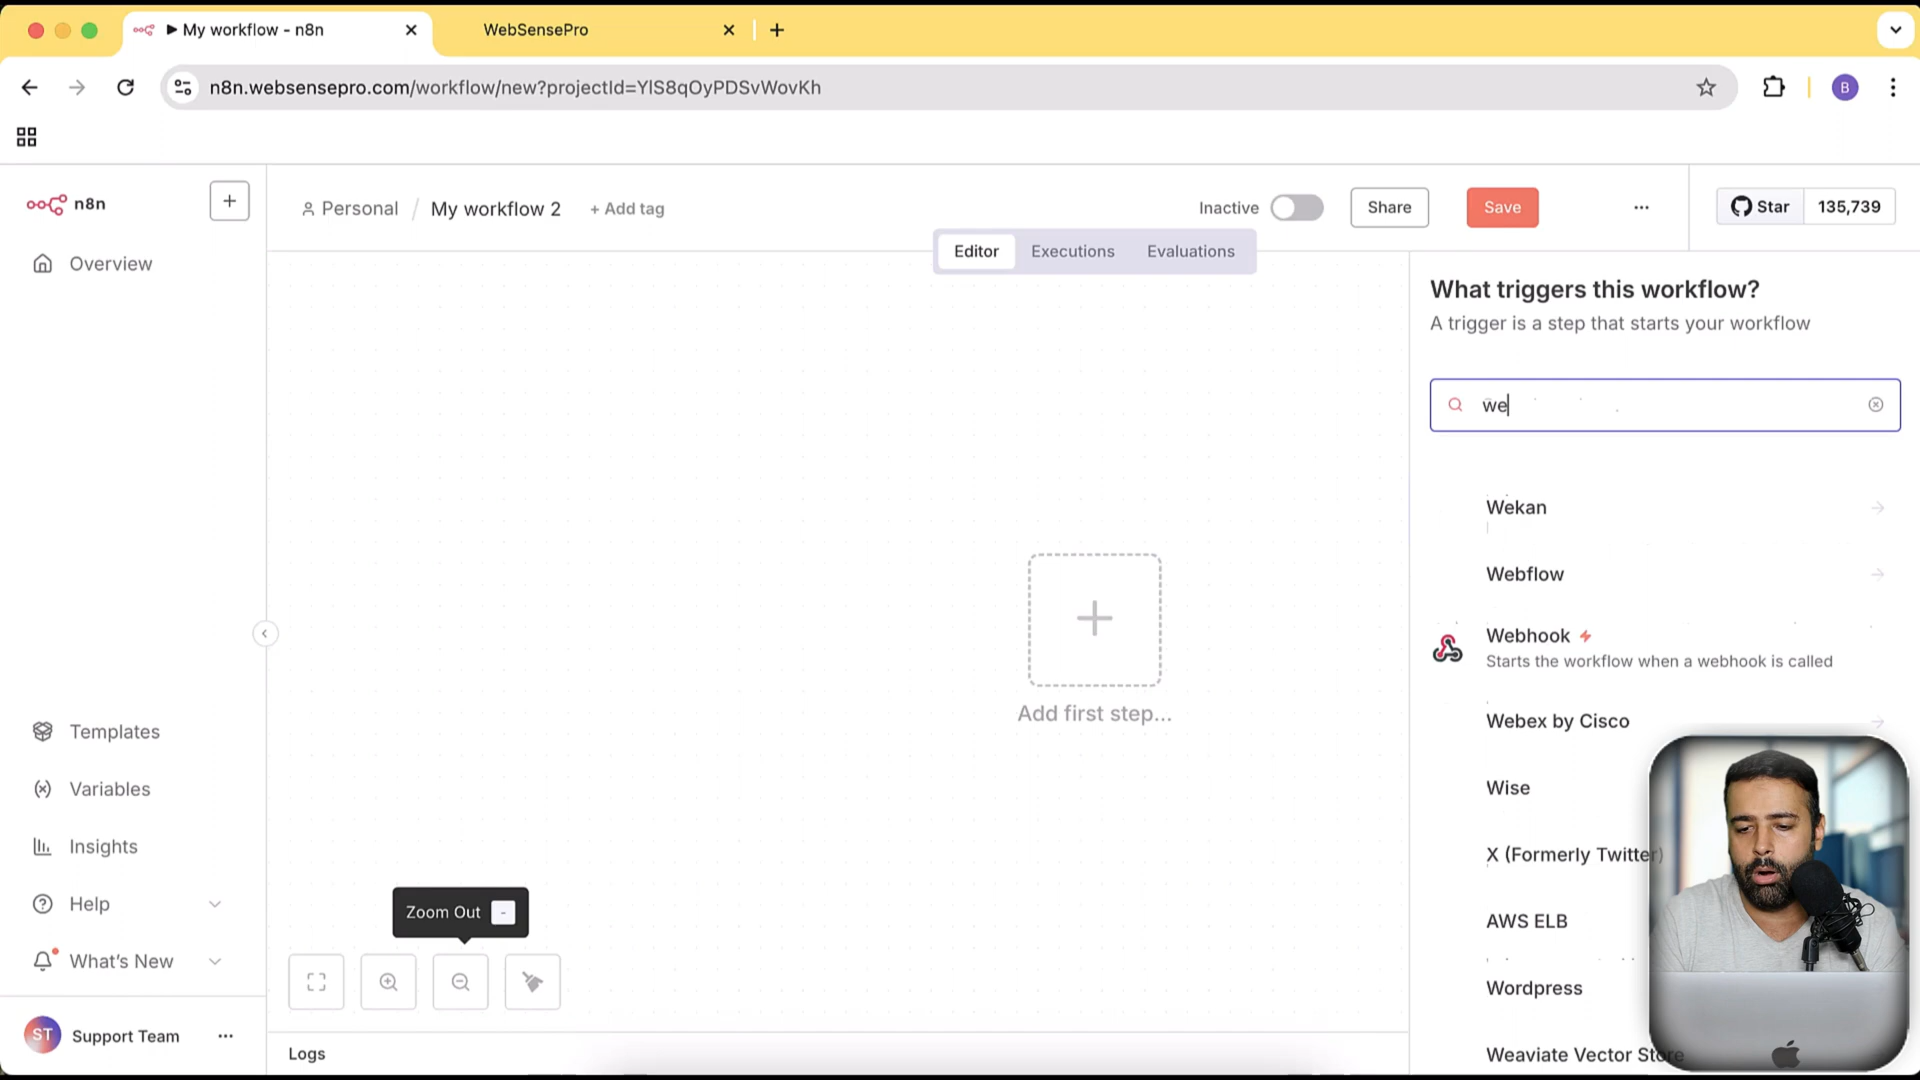 My workflow - n8n
WebSensePro
n8n.websensepro.com/workflow/new?projectId=YlS8qOyPDSvWovKh
B
n8n
Personal / My workflow 2 + Add tag
Inactive
Share
Save
...
Star 135,739
Editor Executions Evaluations
Overview
What triggers this workflow?
A trigger is a step that starts your workflow
we
Wekan
Webflow
Webhook
Starts the workflow when a webhook is called
Webex by Cisco
Wise
X (Formerly Twitter)
AWS ELB
Wordpress
Weaviate Vector Store
Add first step...
Templates
Variables
Insights
Help
What's New
Zoom Out -
ST Support Team ...
Logs